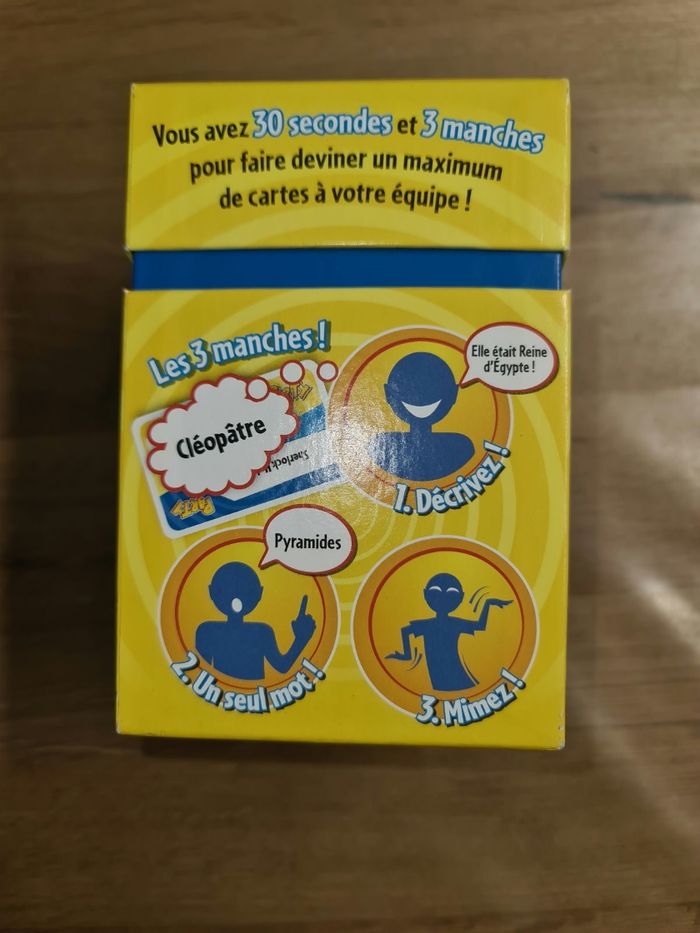 Vous avez 30 secondes et 3 manches
pour faire deviner un maximum
de cartes à votre équipe !
Les 3 manches !
Elle était Reine
d'Égypte !
Cléopâtre
PARTY
1. Décrivez !
Pyramides
2. Un seul mot !
3. Mimez !